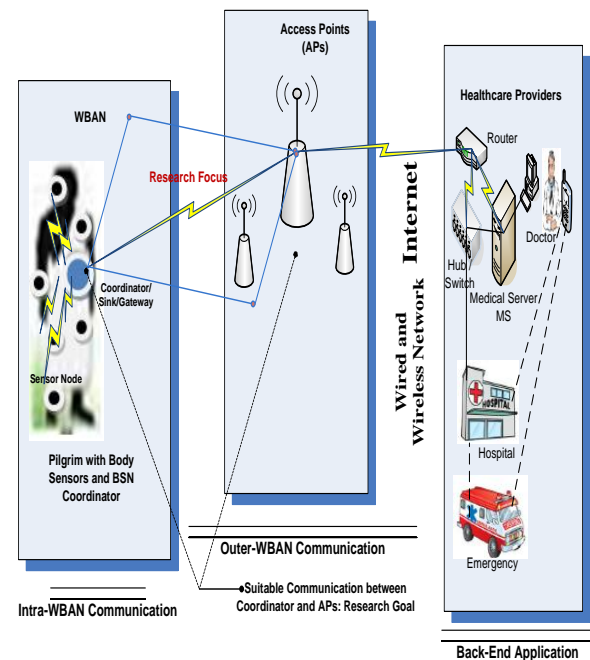 Access Points
(APs)
WBAN
Research Focus
Coordinator/
Sink/Gateway
Sensor Node
Pilgrim with Body
Sensors and BSN
Coordinator
Intra-WBAN Communication
Outer-WBAN Communication
Suitable Communication between
Coordinator and APs: Research Goal
Wired and
Wireless Network
Internet
Healthcare Providers
Router
Doctor
Hub
Switch
Medical Server/
MS
HOSPITAL
Hospital
Emergency
Back-End Application